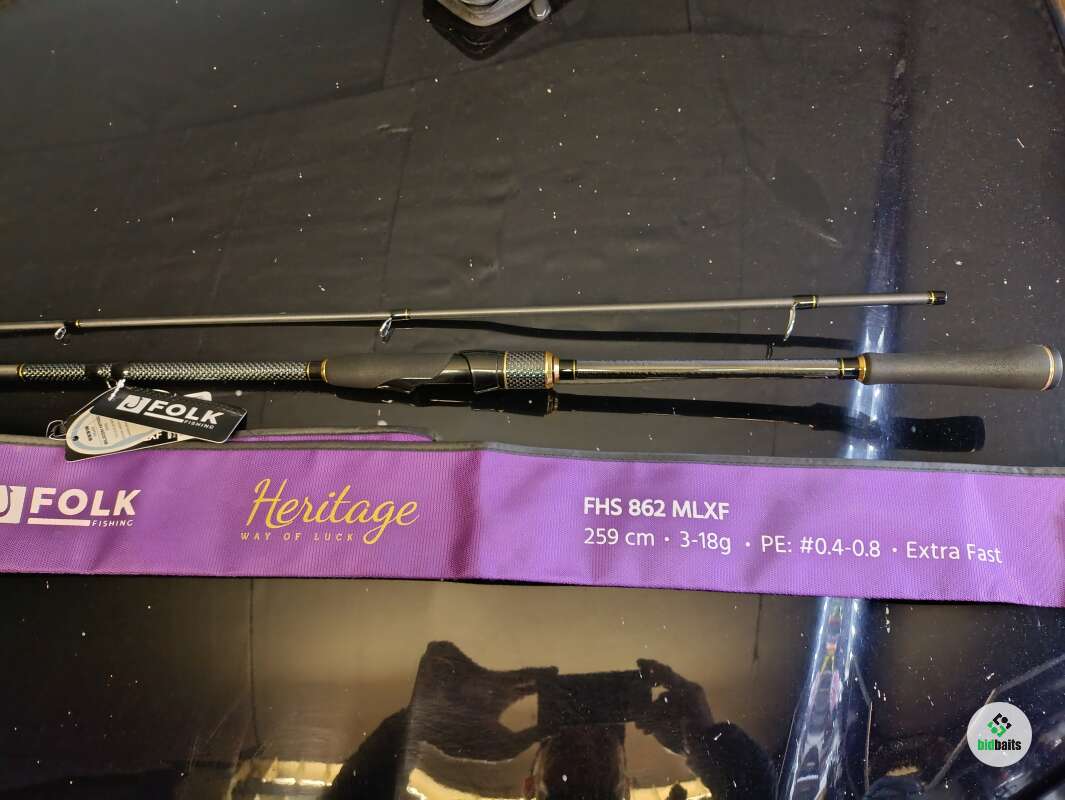 FOLK
FISHING
FOLK
FISHING
Heritage
WAY OF LUCK
FHS 862 MLXF
259 cm • 3-18g • PE: #0.4-0.8 • Extra Fast
bidbaits